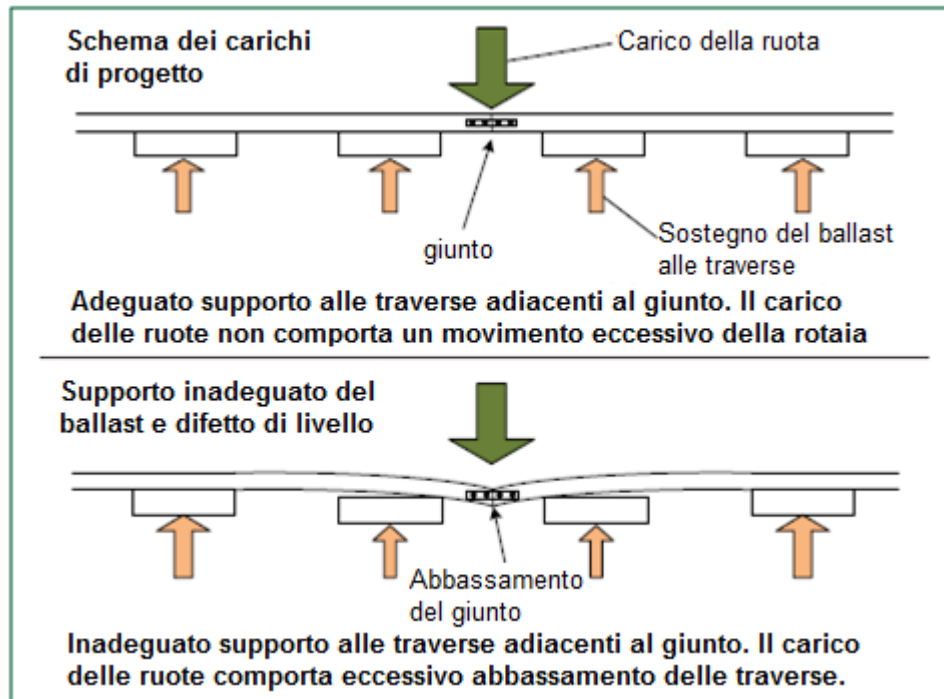 Schema dei carichi
di progetto
Carico della ruota
giunto
Sostegno del ballast
alle traverse
Adeguato supporto alle traverse adiacenti al giunto. Il carico
delle ruote non comporta un movimento eccessivo della rotaia
Supporto inadeguato del
ballast e difetto di livello
Abbassamento
del giunto
Inadeguato supporto alle traverse adiacenti al giunto. Il carico
delle ruote comporta eccessivo abbassamento delle traverse.